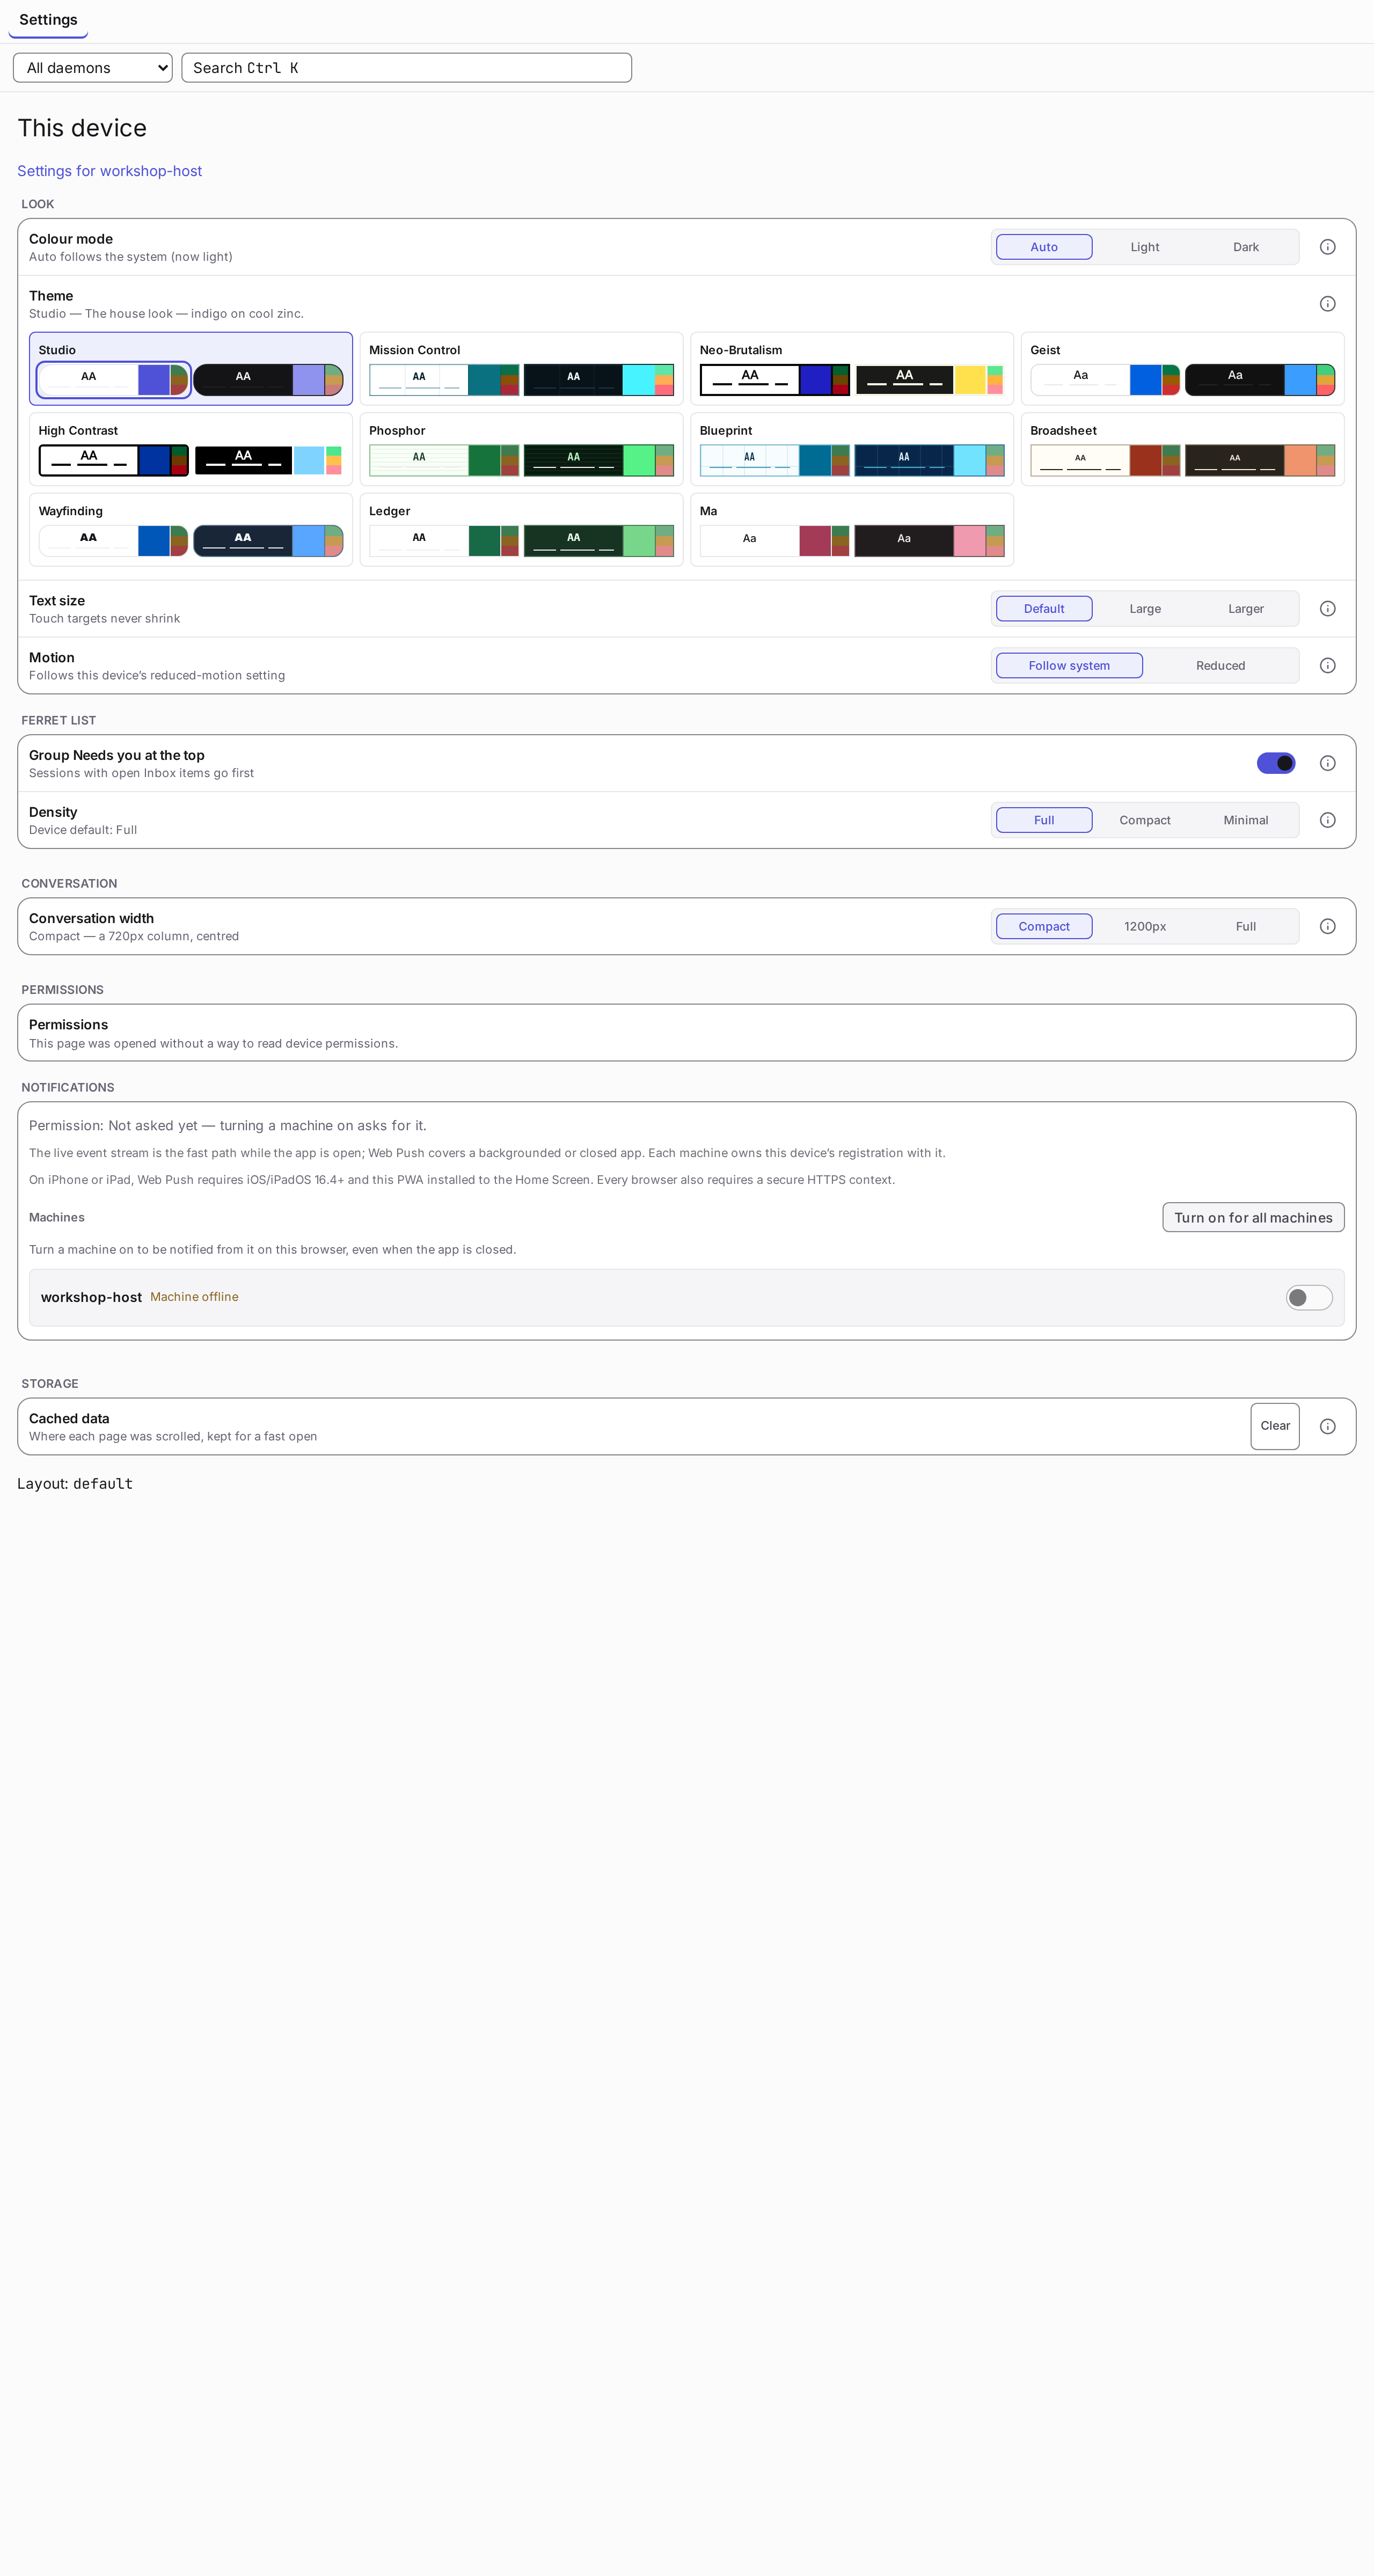 Settings
All daemons
Search Ctrl K
This device
Settings for workshop-host
LOOK
Colour mode
Auto follows the system (now light)
Auto Light Dark
Theme
Studio — The house look — indigo on cool zinc.
Studio Mission Control Neo-Brutalism Geist
AA AA AA AA AA AA Aa Aa
High Contrast Phosphor Blueprint Broadsheet
AA AA AA AA AA AA AA AA
Wayfinding Ledger Ma
AA AA AA AA Aa Aa
Text size
Touch targets never shrink
Default Large Larger
Motion
Follows this device’s reduced-motion setting
Follow system Reduced
FERRET LIST
Group Needs you at the top
Sessions with open Inbox items go first
Density
Device default: Full
Full Compact Minimal
CONVERSATION
Conversation width
Compact — a 720px column, centred
Compact 1200px Full
PERMISSIONS
Permissions
This page was opened without a way to read device permissions.
NOTIFICATIONS
Permission: Not asked yet — turning a machine on asks for it.
The live event stream is the fast path while the app is open; Web Push covers a backgrounded or closed app. Each machine owns this device’s registration with it.
On iPhone or iPad, Web Push requires iOS/iPadOS 16.4+ and this PWA installed to the Home Screen. Every browser also requires a secure HTTPS context.
Machines
Turn on for all machines
Turn a machine on to be notified from it on this browser, even when the app is closed.
workshop-host Machine offline
STORAGE
Cached data
Where each page was scrolled, kept for a fast open
Clear
Layout: default